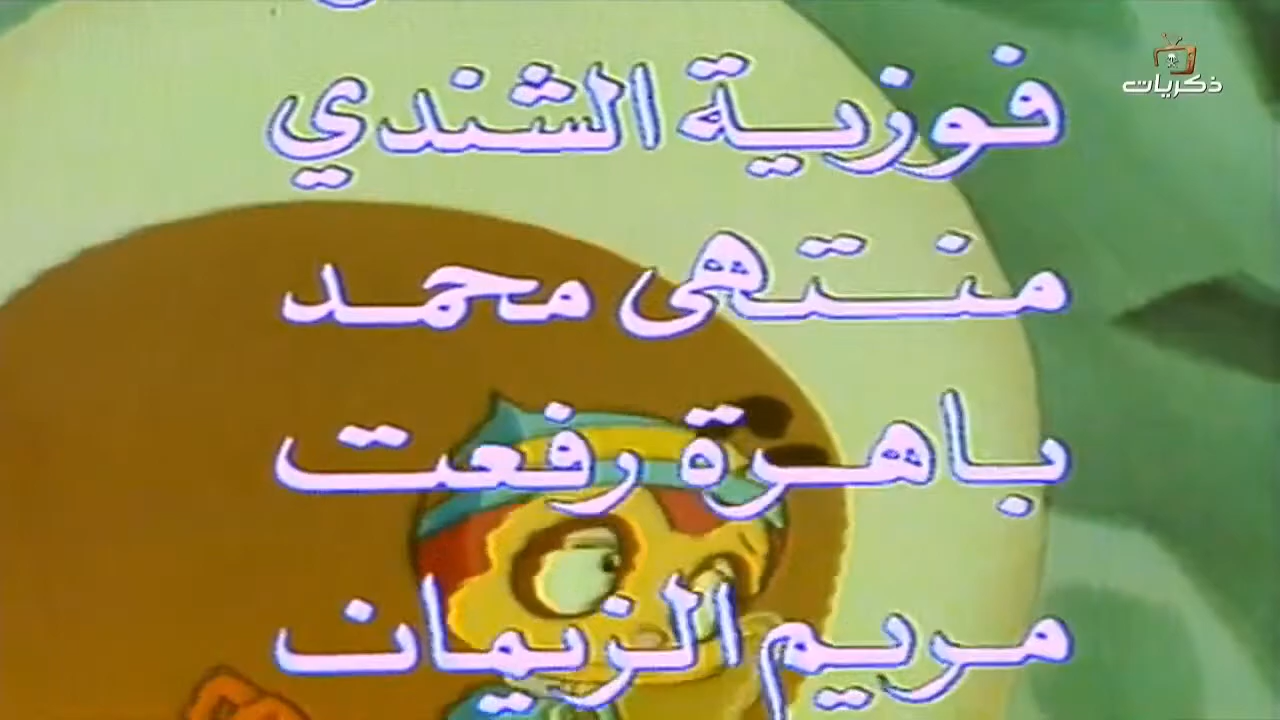 ذكريات
فوزية الشندي
منتهى محمد
باهرة رفعت
مريم الزيمان